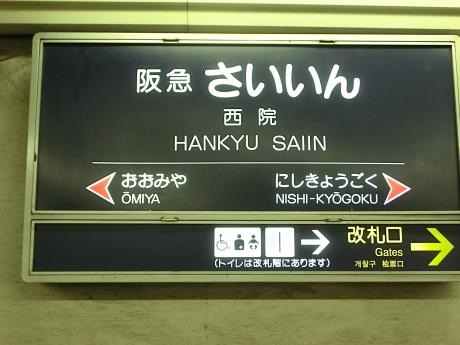 阪急 さいいん
西院
HANKYU SAIIN
おおみや にしきょうごく
ŌMIYA NISHI-KYŌGOKU
改札口
Gates
(トイレは改札階にあります) 개찰구 检票口